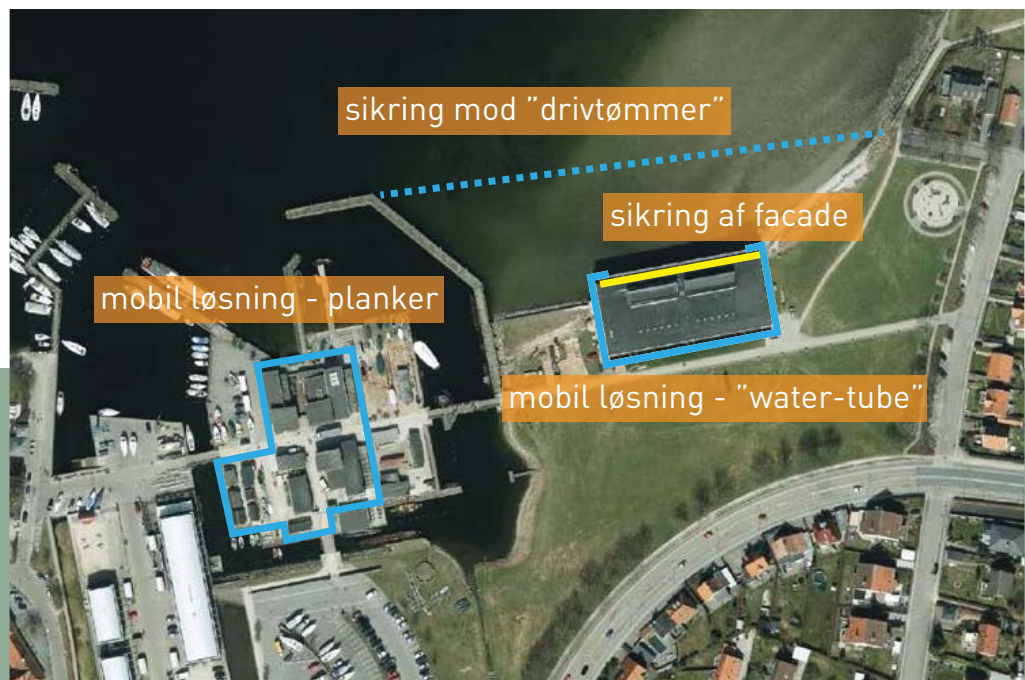 sikring mod ”drivtømmer”
sikring af facade
mobil løsning - planker
mobil løsning - ”water-tube”